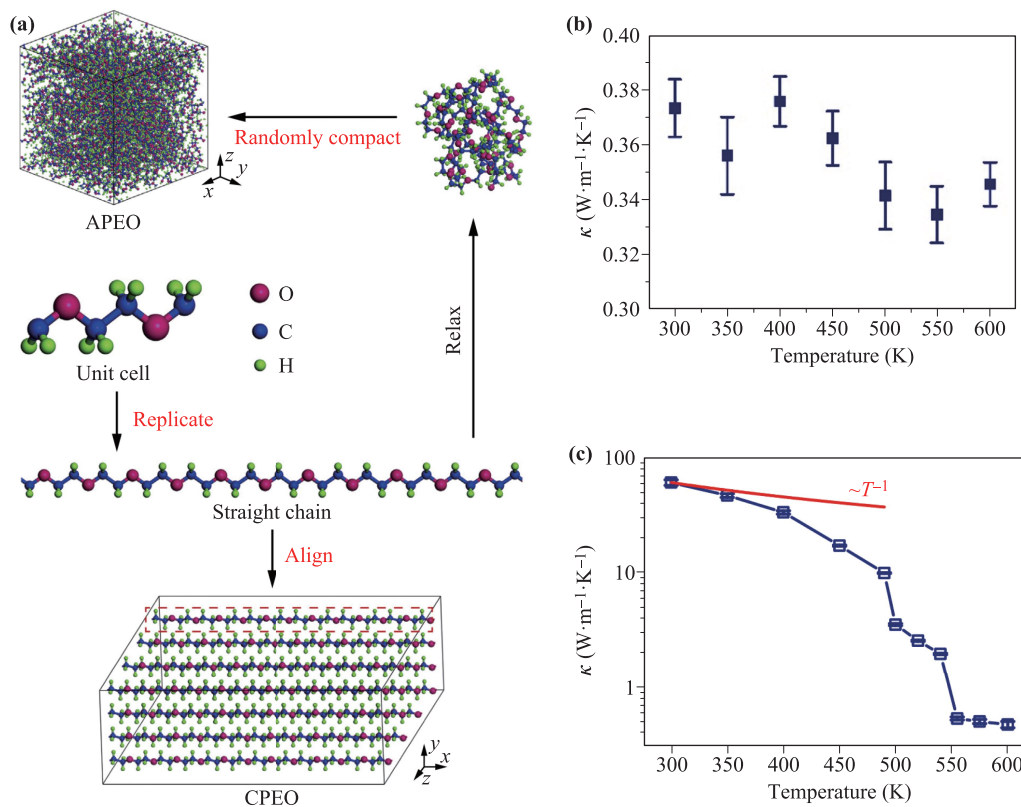 (a)
Randomly compact
z
y
x
APEO
O
C
H
Unit cell
Relax
Replicate
Straight chain
Align
y
x
z
CPEO
(b)
0.40
0.38
0.36
0.34
0.32
0.30
κ (W·m⁻¹·K⁻¹)
300 350 400 450 500 550 600
Temperature (K)
(c)
100
10
1
κ (W·m⁻¹·K⁻¹)
~T⁻¹
300 350 400 450 500 550 600
Temperature (K)